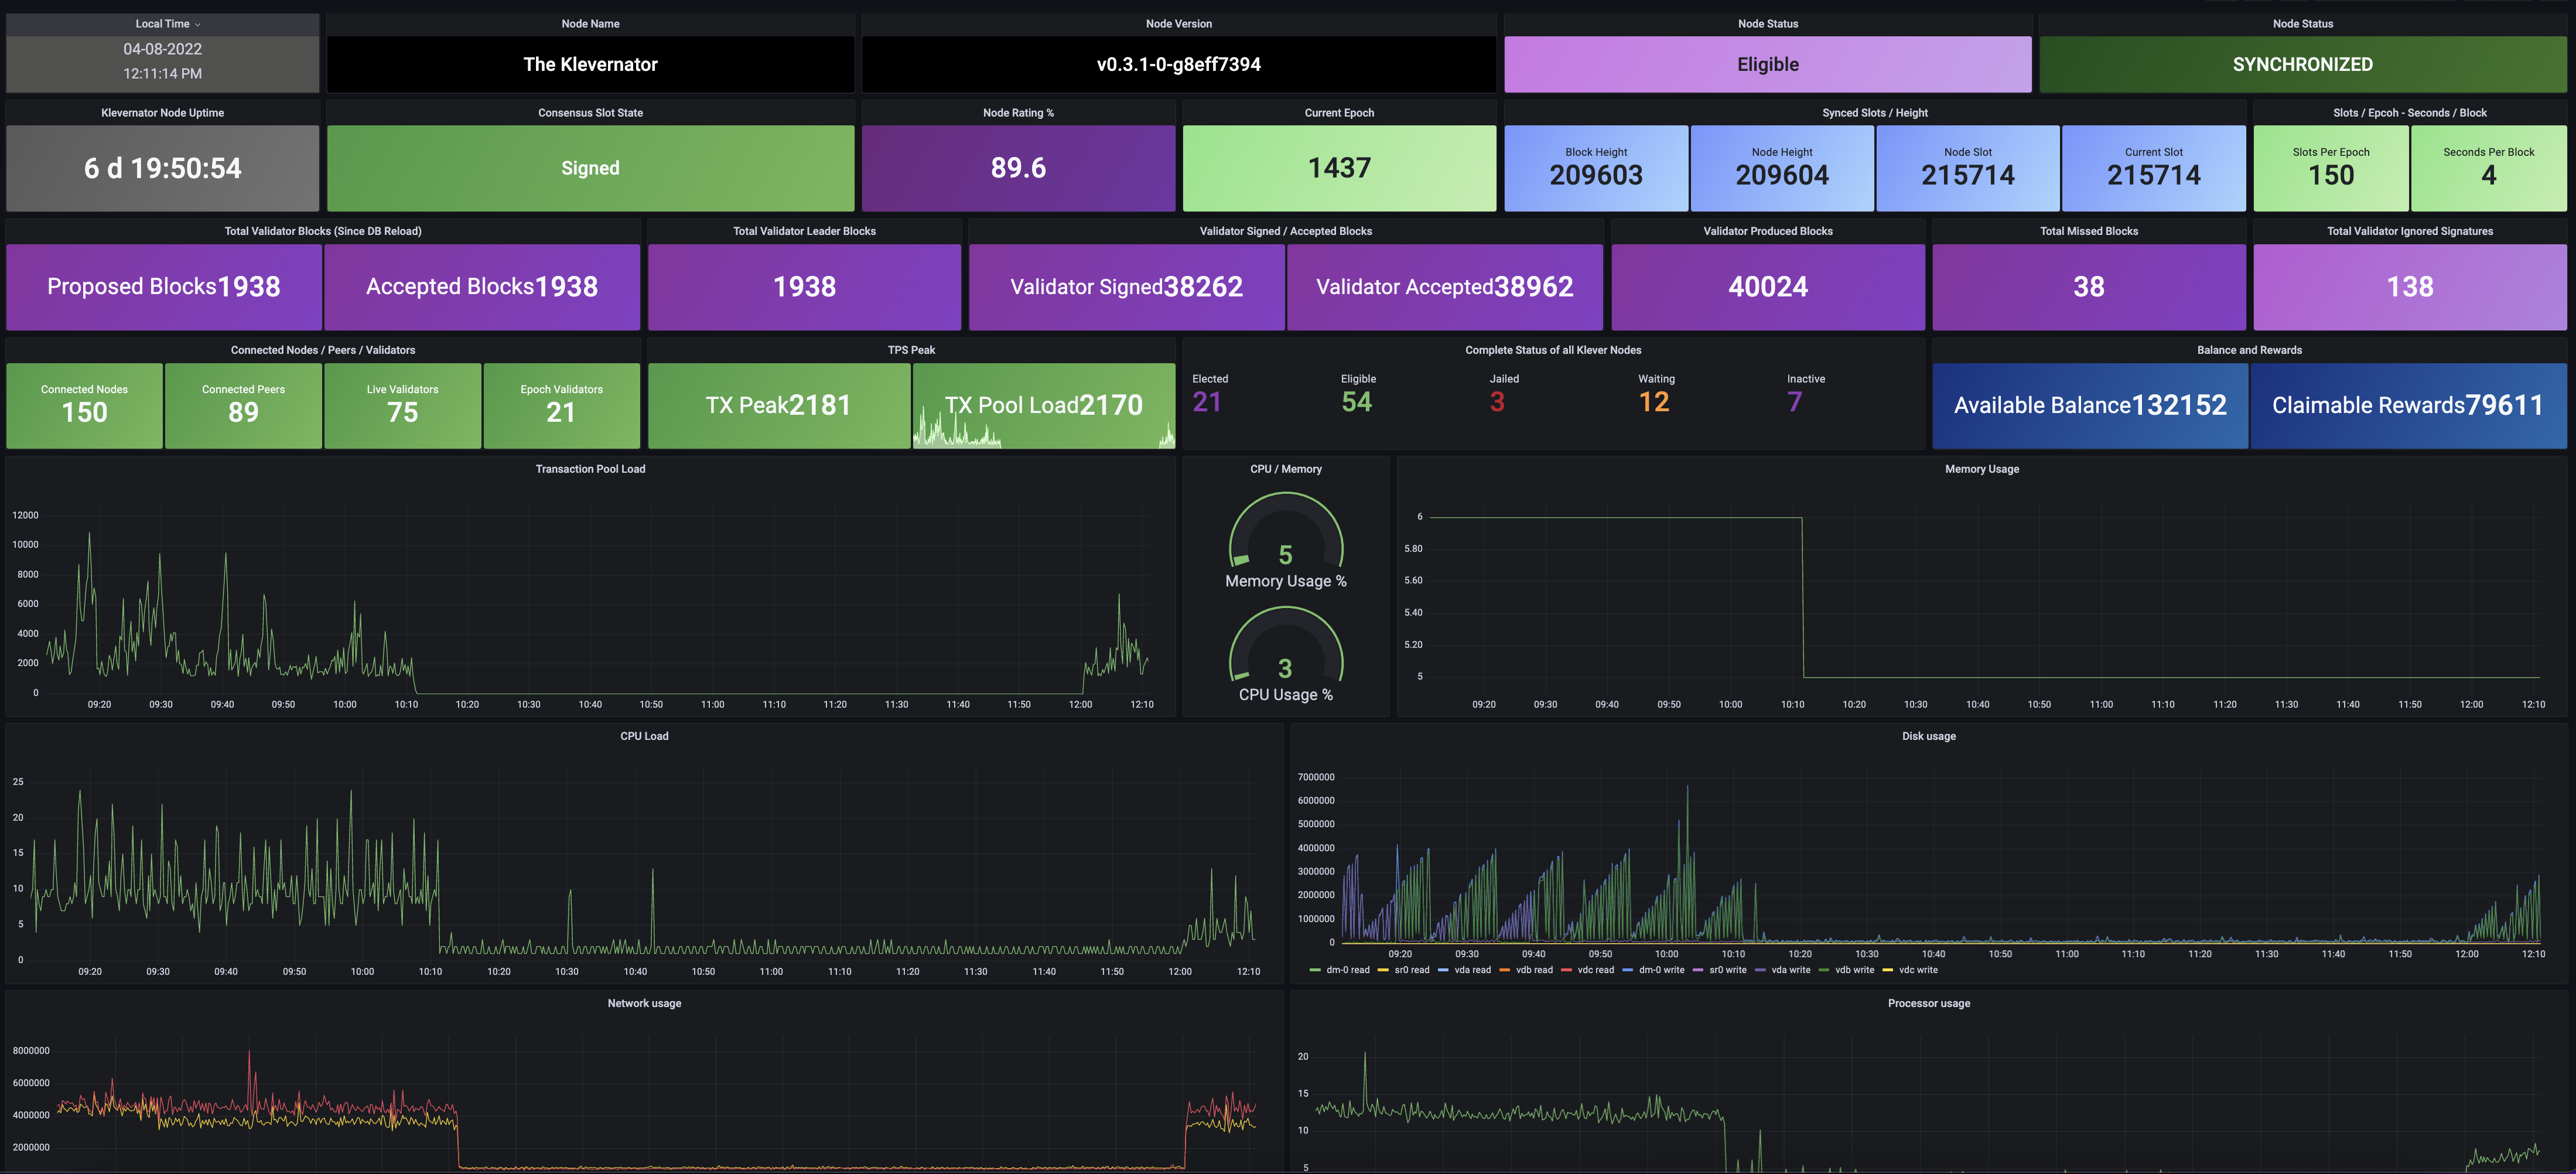 Local Time
04-08-2022
12:11:14 PM
Node Name
The Klevernator
Node Version
v0.3.1-0-g8eff7394
Node Status
Eligible
Node Status
SYNCHRONIZED
Klevernator Node Uptime
6 d 19:50:54
Consensus Slot State
Signed
Node Rating %
89.6
Current Epoch
1437
Synced Slots / Height
Block Height
209603
Node Height
209604
Node Slot
215714
Current Slot
215714
Slots / Epcoh - Seconds / Block
Slots Per Epoch
150
Seconds Per Block
4
Total Validator Blocks (Since DB Reload)
Proposed Blocks1938
Accepted Blocks1938
Total Validator Leader Blocks
1938
Validator Signed / Accepted Blocks
Validator Signed38262
Validator Accepted38962
Validator Produced Blocks
40024
Total Missed Blocks
38
Total Validator Ignored Signatures
138
Connected Nodes / Peers / Validators
Connected Nodes
150
Connected Peers
89
Live Validators
75
Epoch Validators
21
TPS Peak
TX Peak2181
TX Pool Load2170
Complete Status of all Klever Nodes
Elected
21
Eligible
54
Jailed
3
Waiting
12
Inactive
7
Balance and Rewards
Available Balance132152
Claimable Rewards79611
Transaction Pool Load
12000
10000
8000
6000
4000
2000
0
09:20 09:30 09:40 09:50 10:00 10:10 10:20 10:30 10:40 10:50 11:00 11:10 11:20 11:30 11:40 11:50 12:00 12:10
CPU / Memory
5
Memory Usage %
3
CPU Usage %
Memory Usage
6
5.80
5.60
5.40
5.20
5
09:20 09:30 09:40 09:50 10:00 10:10 10:20 10:30 10:40 10:50 11:00 11:10 11:20 11:30 11:40 11:50 12:00 12:10
CPU Load
25
20
15
10
5
0
09:20 09:30 09:40 09:50 10:00 10:10 10:20 10:30 10:40 10:50 11:00 11:10 11:20 11:30 11:40 11:50 12:00 12:10
Disk usage
7000000
6000000
5000000
4000000
3000000
2000000
1000000
0
09:20 09:30 09:40 09:50 10:00 10:10 10:20 10:30 10:40 10:50 11:00 11:10 11:20 11:30 11:40 11:50 12:00 12:10
dm-0 read sr0 read vda read vdb read vdc read dm-0 write sr0 write vda write vdb write vdc write
Network usage
8000000
6000000
4000000
2000000
Processor usage
20
15
10
5